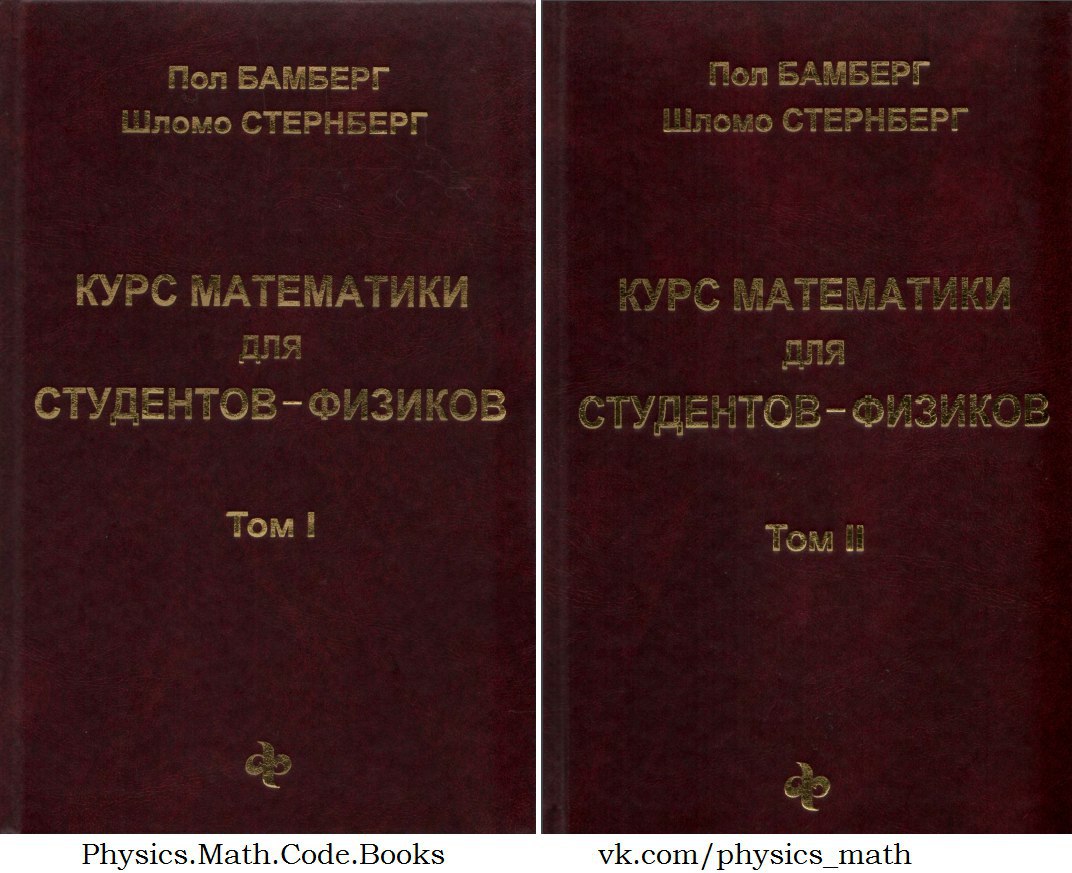 Пол БАМБЕРГ
Шломо СТЕРНБЕРГ
КУРС МАТЕМАТИКИ
для
СТУДЕНТОВ–ФИЗИКОВ
Том I
Пол БАМБЕРГ
Шломо СТЕРНБЕРГ
КУРС МАТЕМАТИКИ
для
СТУДЕНТОВ–ФИЗИКОВ
Том II
Physics.Math.Code.Books
vk.com/physics_math